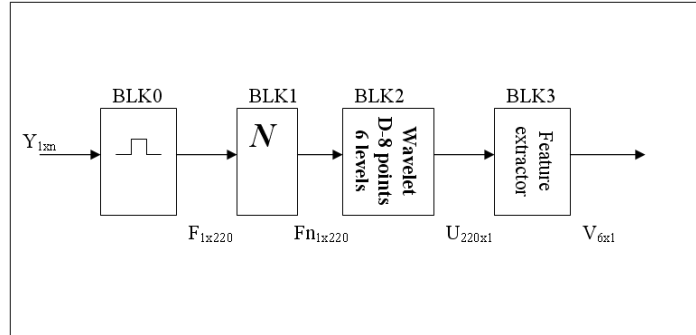 BLK0 BLK1 BLK2 BLK3
Y1xn
N
Wavelet
D-8 points
6 levels
Feature
extractor
F1x220 Fn1x220 U220x1 V6x1